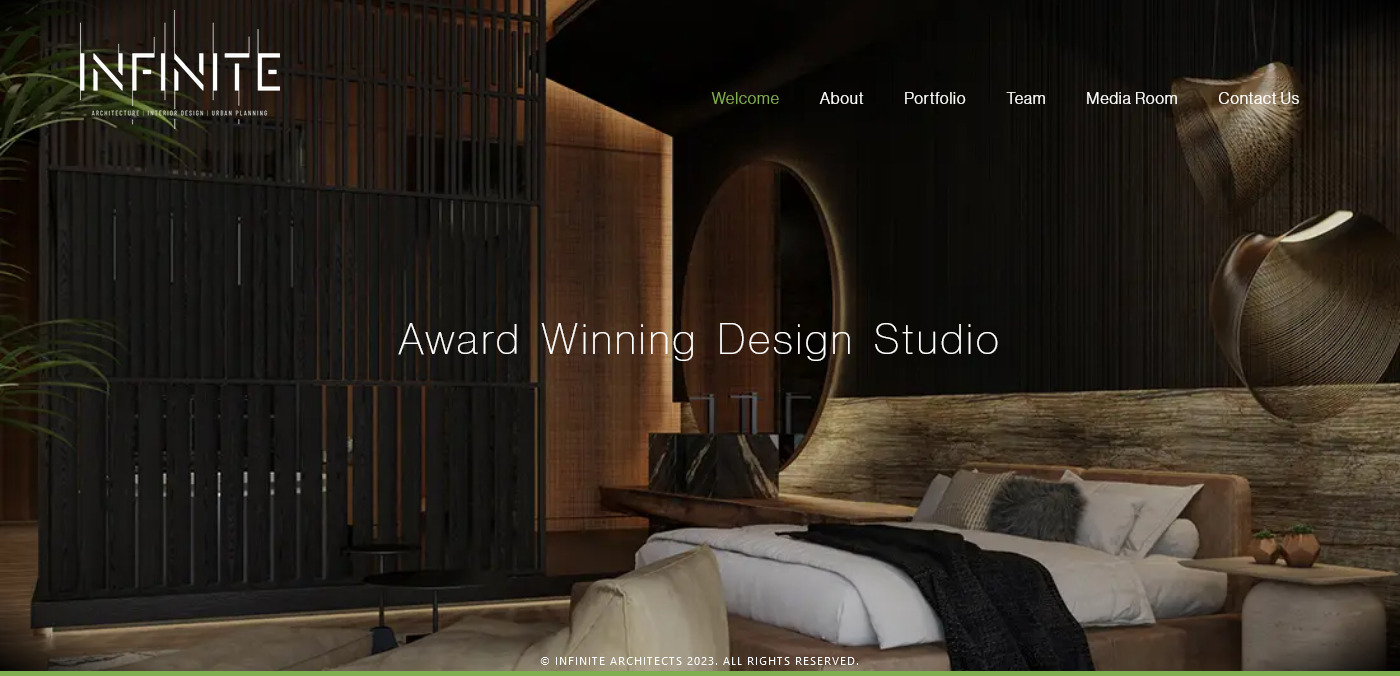 INFINITE
ARCHITECTURE | INTERIOR DESIGN | URBAN PLANNING
Welcome About Portfolio Team Media Room Contact Us
Award Winning Design Studio
© INFINITE ARCHITECTS 2023. ALL RIGHTS RESERVED.